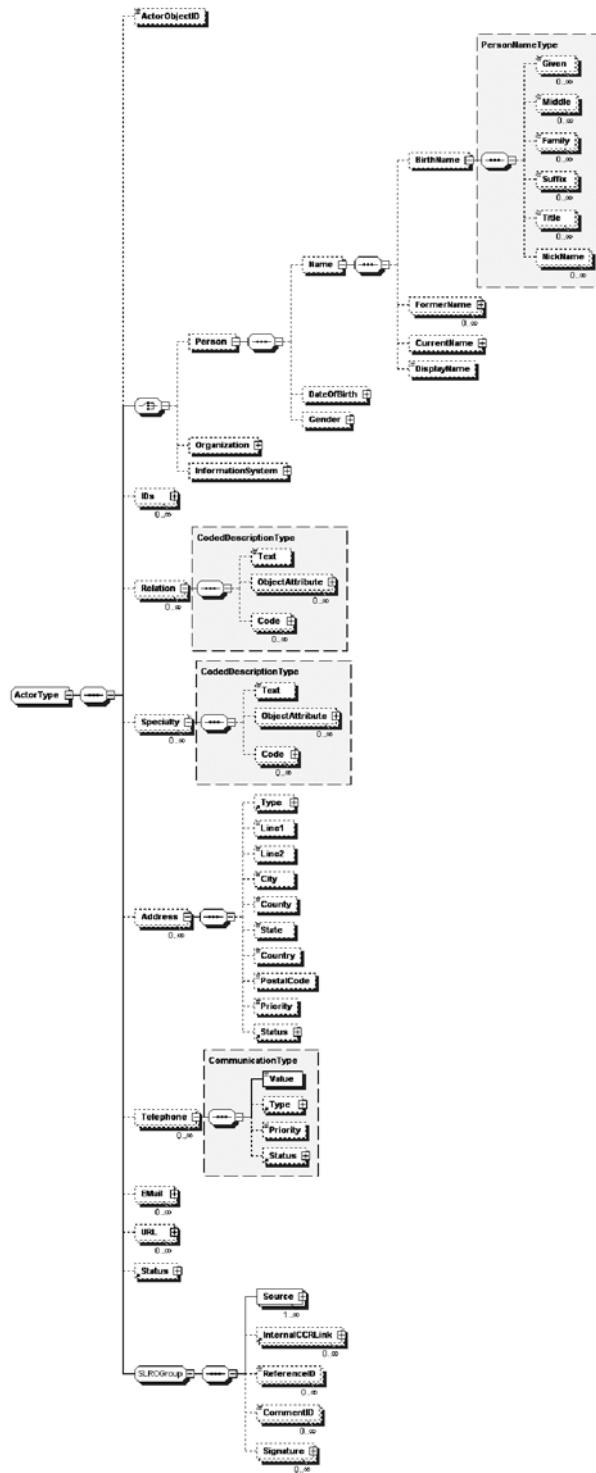 ActorObjectID
PersonNameType
Given
0..∞
Middle
0..∞
Family
0..∞
BirthName
Suffix
0..∞
Title
0..∞
NickName
0..∞
Name
FormerName
0..∞
CurrentName
DisplayName
Person
DateOfBirth
Gender
Organization
InformationSystem
IDs
0..∞
CodedDescriptionType
Text
ObjectAttribute
0..∞
Relation
0..∞
Code
0..∞
CodedDescriptionType
Text
ActorType
ObjectAttribute
0..∞
Specialty
0..∞
Code
0..∞
Type
Line1
Line2
City
County
Address
0..∞
State
Country
PostalCode
Priority
Status
CommunicationType
Value
Type
Telephone
0..∞
Priority
Status
EMail
0..∞
URL
0..∞
Status
Source
1..∞
InternalCCRLink
0..∞
SLRCGroup
ReferenceID
0..∞
CommentID
0..∞
Signature
0..∞